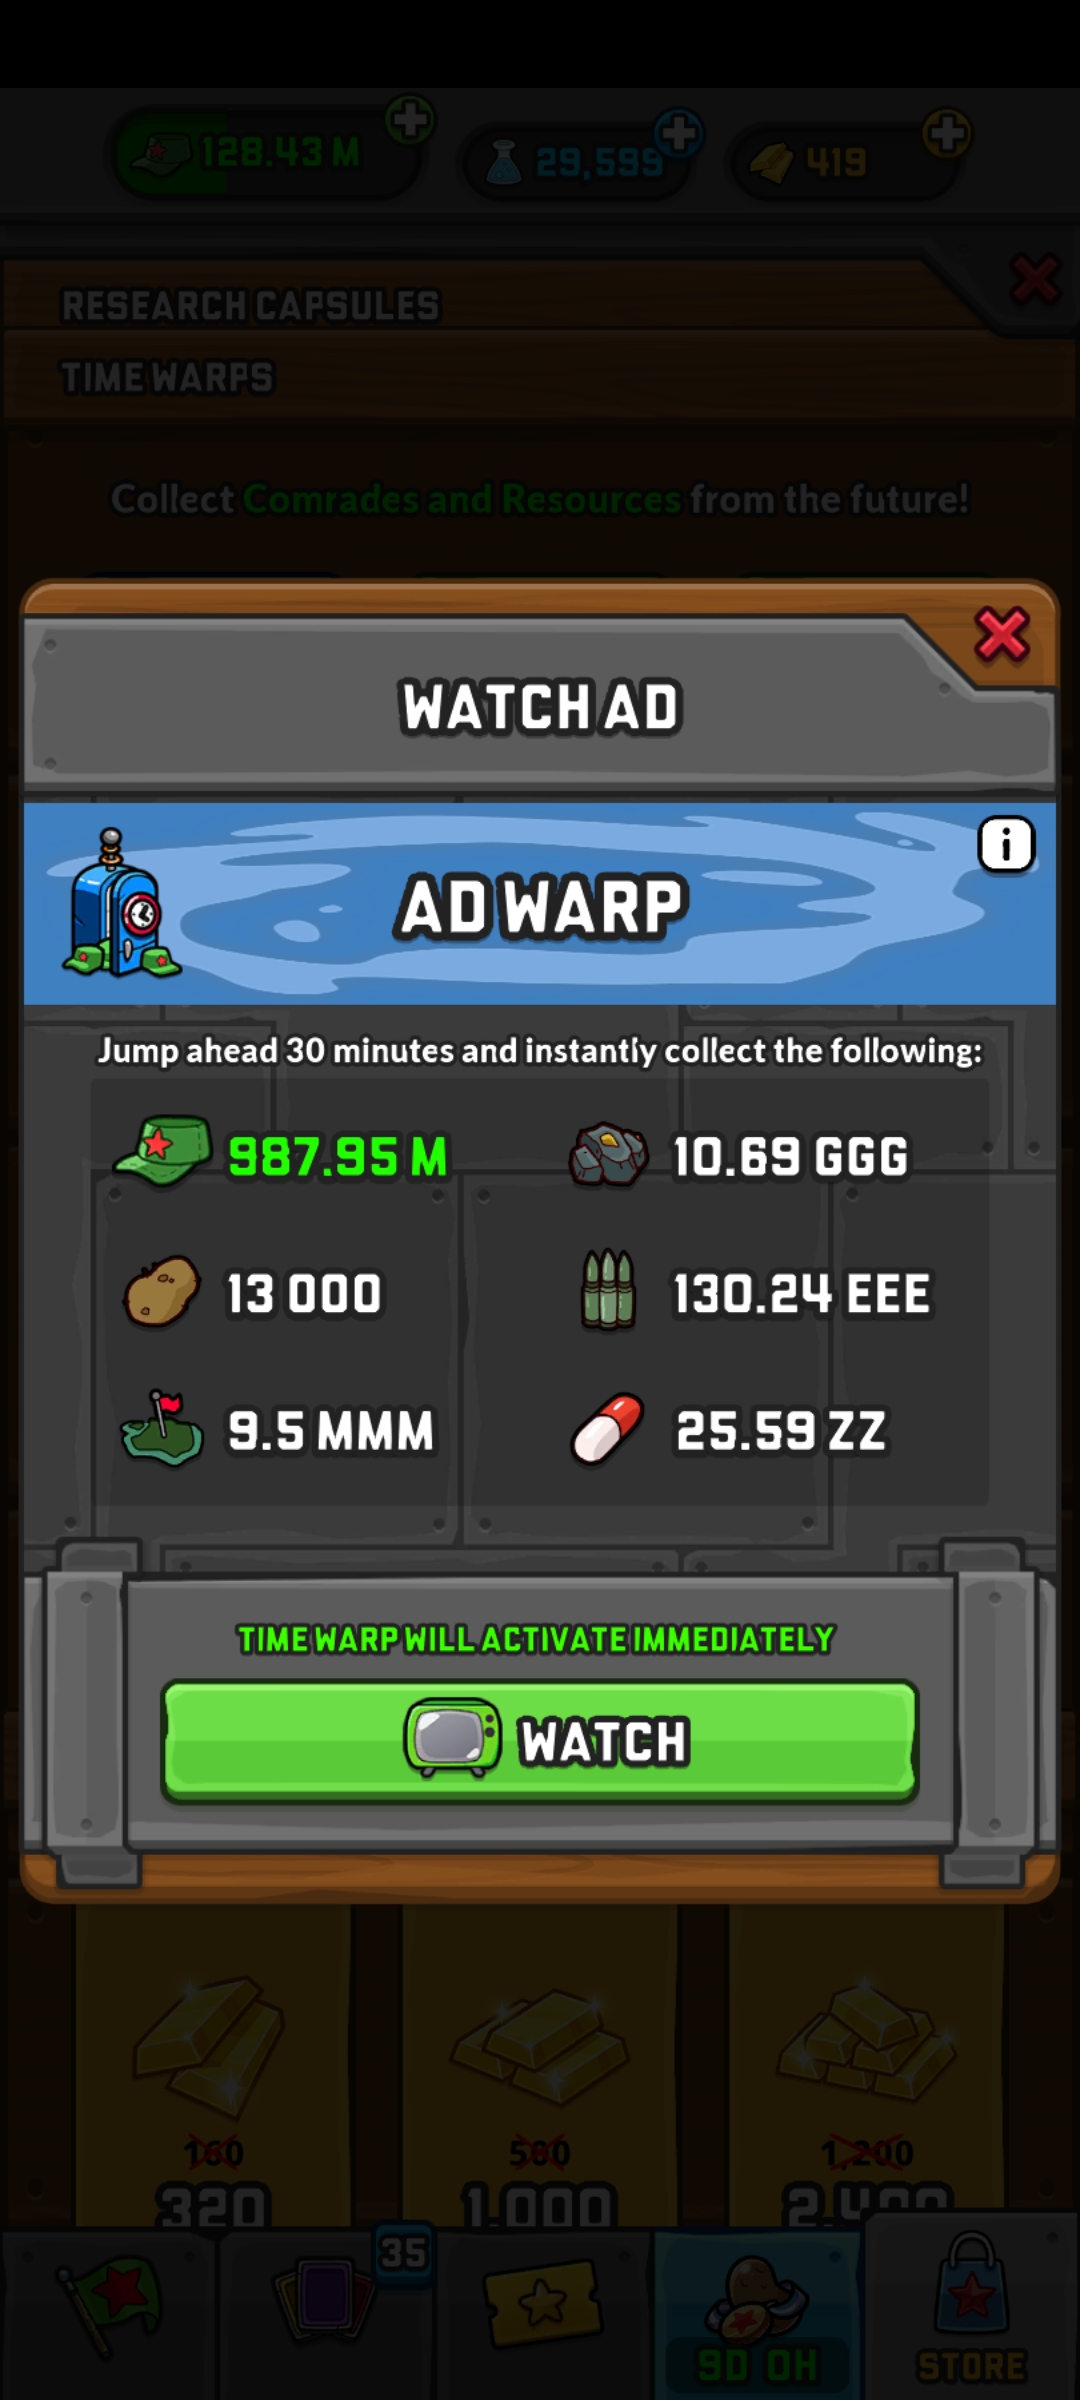 128.43 M
29,599
419
RESEARCH CAPSULES
TIME WARPS
Collect Comrades and Resources from the future!
WATCH AD
AD WARP
i
Jump ahead 30 minutes and instantly collect the following:
987.95 M
10.69 GGG
13 000
130.24 EEE
9.5 MMM
25.59 ZZ
TIME WARP WILL ACTIVATE IMMEDIATELY
WATCH
160
500
1,200
320
1,000
2,400
35
9D 0H
STORE